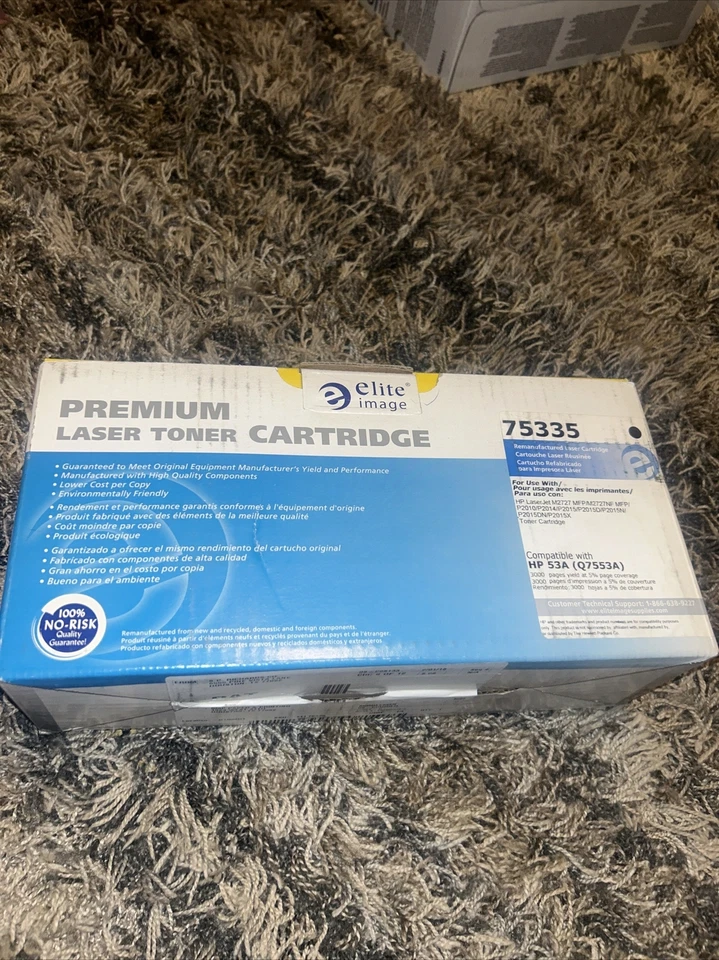 elite®
image
PREMIUM
LASER TONER CARTRIDGE
• Guaranteed to Meet Original Equipment Manufacturer's Yield and Performance
• Manufactured with High Quality Components
• Lower Cost per Copy
• Environmentally Friendly
• Rendement et performance garantis conformes à l'équipement d'origine
• Produit fabriqué avec des éléments de la meilleure qualité
• Coût moindre par copie
• Produit écologique
• Garantizado a ofrecer el mismo rendimiento del cartucho original
• Fabricado con componentes de alta calidad
• Gran ahorro en el costo por copia
• Bueno para el ambiente
100%
NO-RISK
Quality
Guarantee!
Remanufactured from new and recycled, domestic and foreign components.
Produit réusiné à partir d'éléments neufs et recyclés provenant du pays et de l'étranger.
Producto refabricado con componentes nuevos y reciclados domésticos y extranjeros.
75335
Remanufactured Laser Cartridge
Cartouche Laser Réusinée
Cartucho Refabricado
para Impresora Láser
For Use With/
Pour usage avec les imprimantes/
Para uso con:
HP LaserJet M2727 MFP/M2727NF MFP/
P2010/P2014/P2015/P2015D/P2015N/
P2015DN/P2015X
Toner Cartridge
Compatible with
HP 53A (Q7553A)
3000 pages yield at 5% page coverage
3000 pages d'impression à 5% de couverture
Rendimiento: 3000 hojas a 5% de cobertura
Customer Technical Support: 1-866-428-9237
www.eliteimagesupplies.com